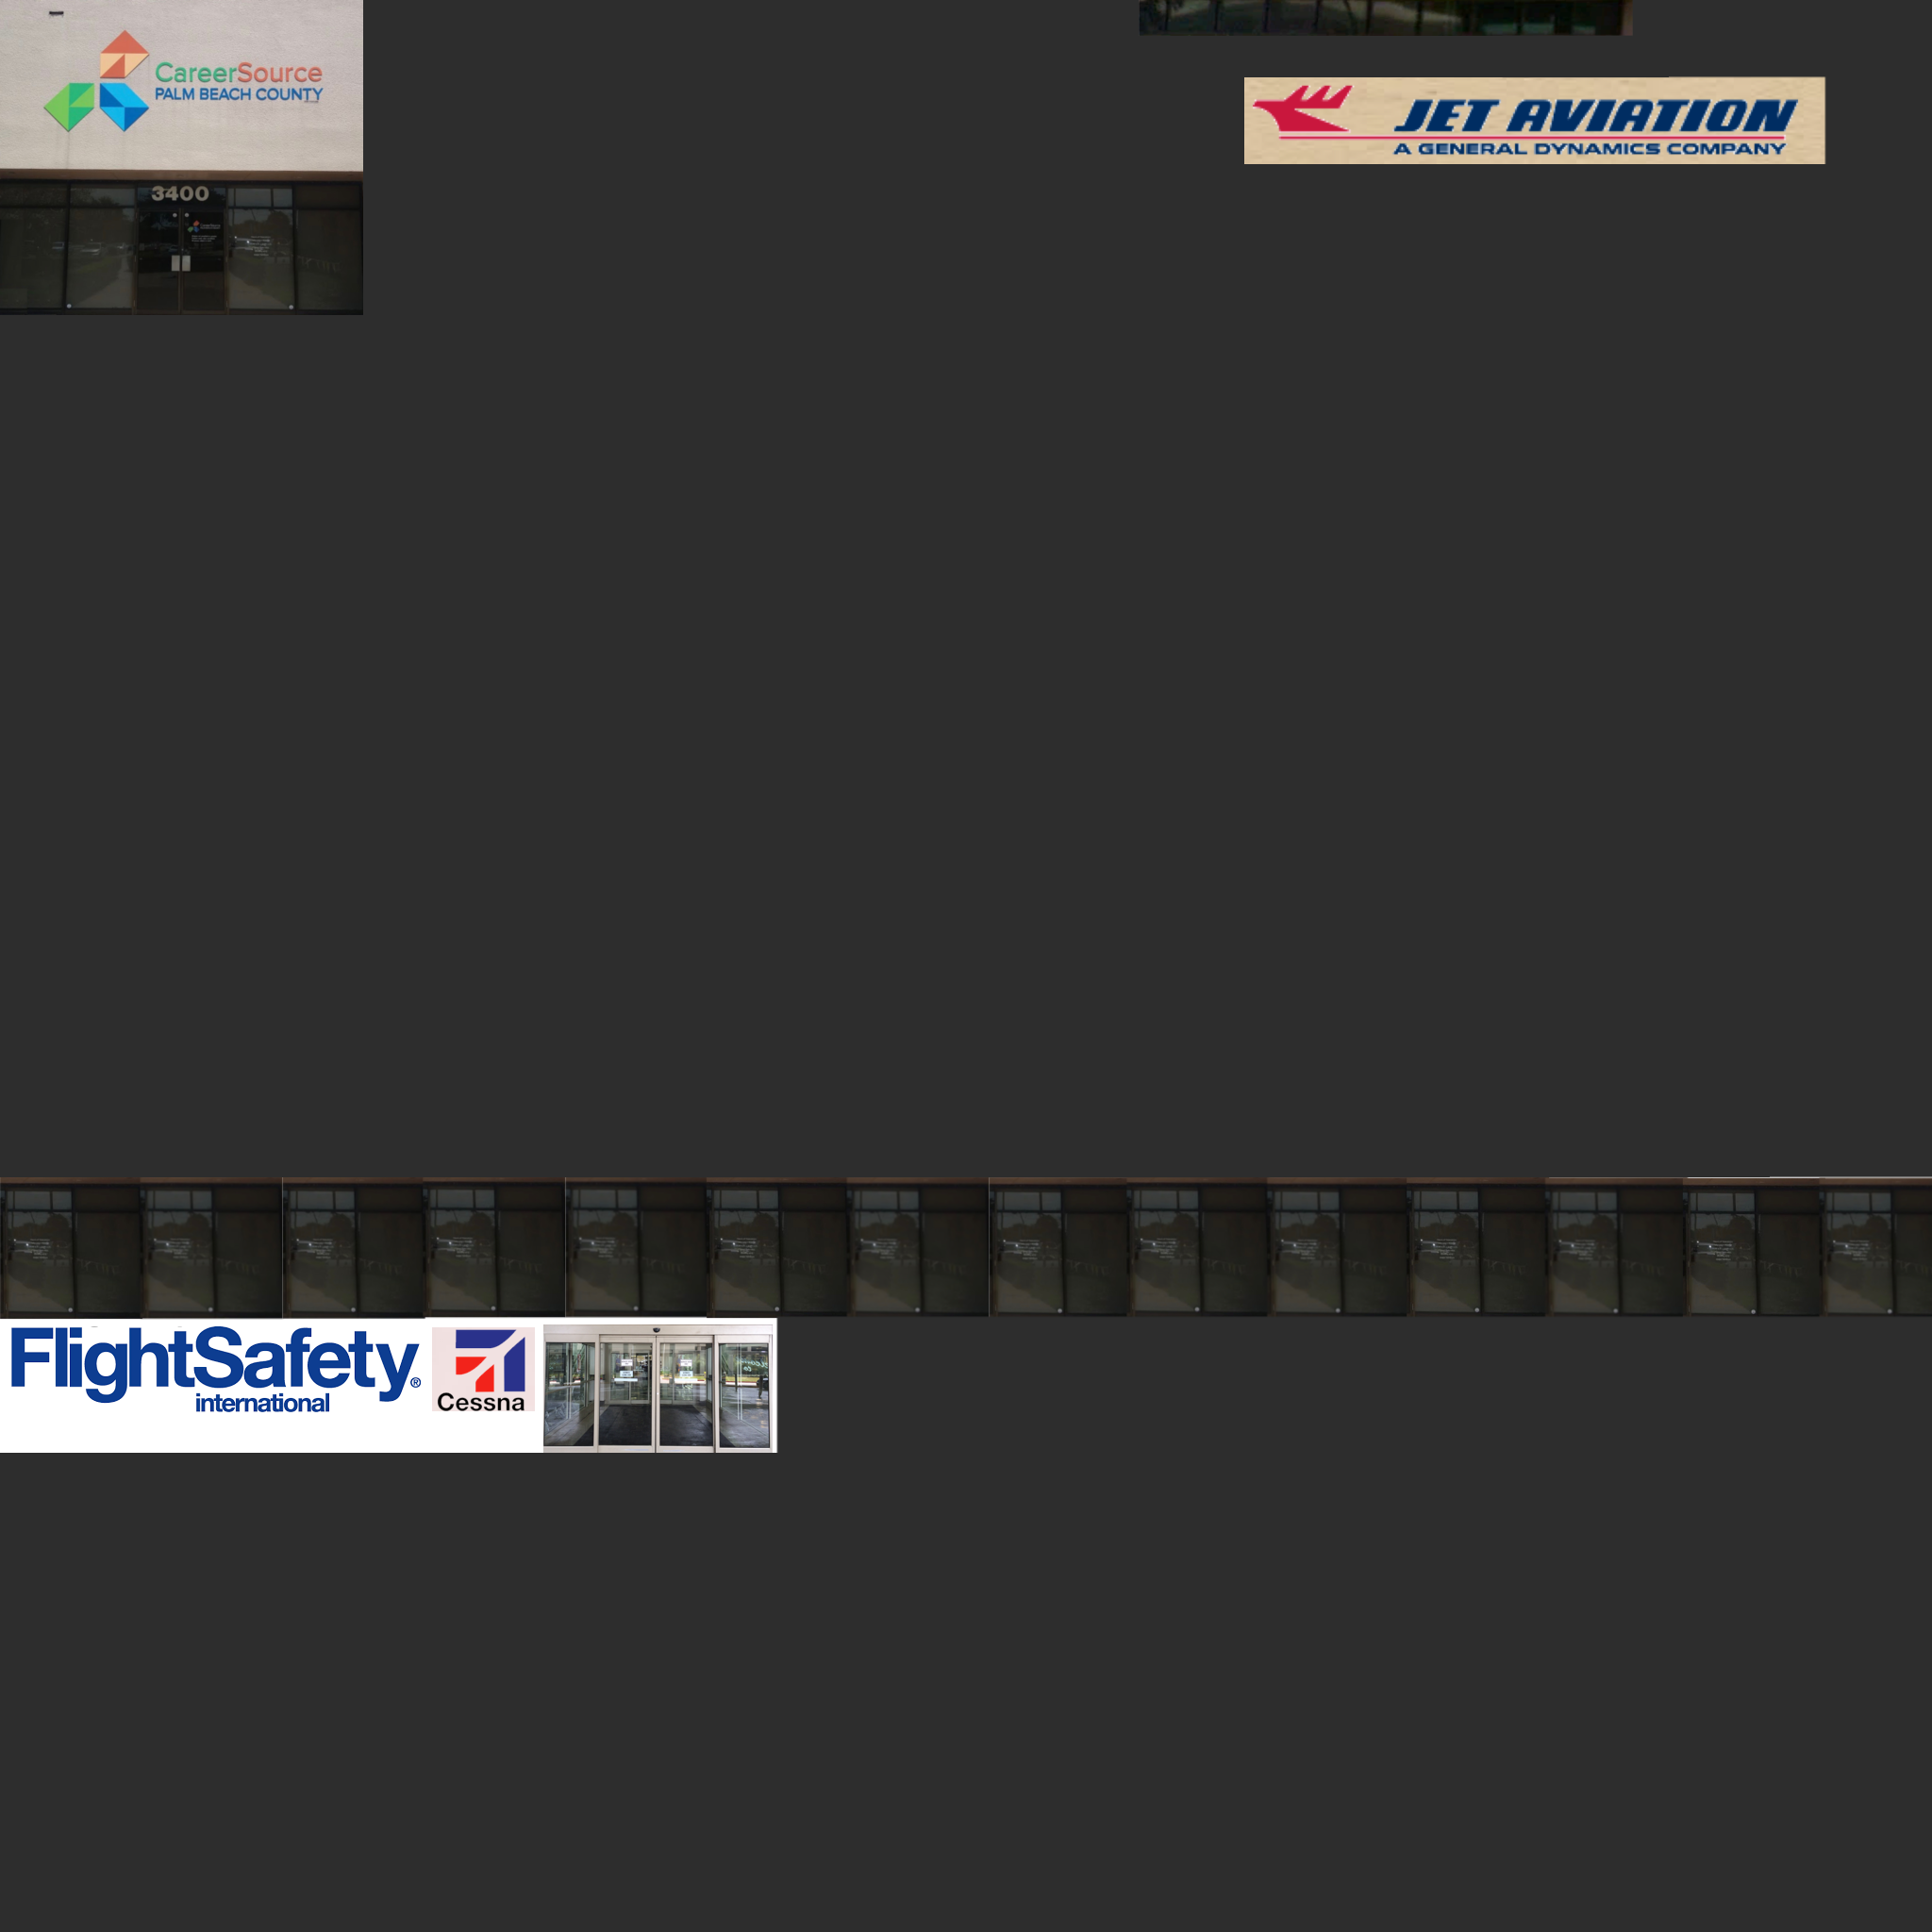 CareerSource
PALM BEACH COUNTY
3400
JET AVIATION
A GENERAL DYNAMICS COMPANY
FlightSafety®
international
Cessna